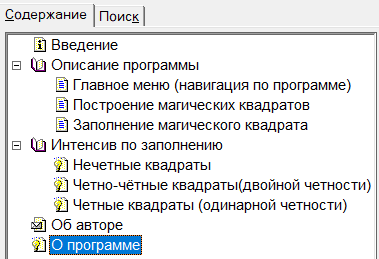 Содержание Поиск
Введение
Описание программы
Главное меню (навигация по программе)
Построение магических квадратов
Заполнение магического квадрата
Интенсив по заполнению
Нечетные квадраты
Четно-чётные квадраты(двойной четности)
Четные квадраты (одинарной четности)
Об авторе
О программе